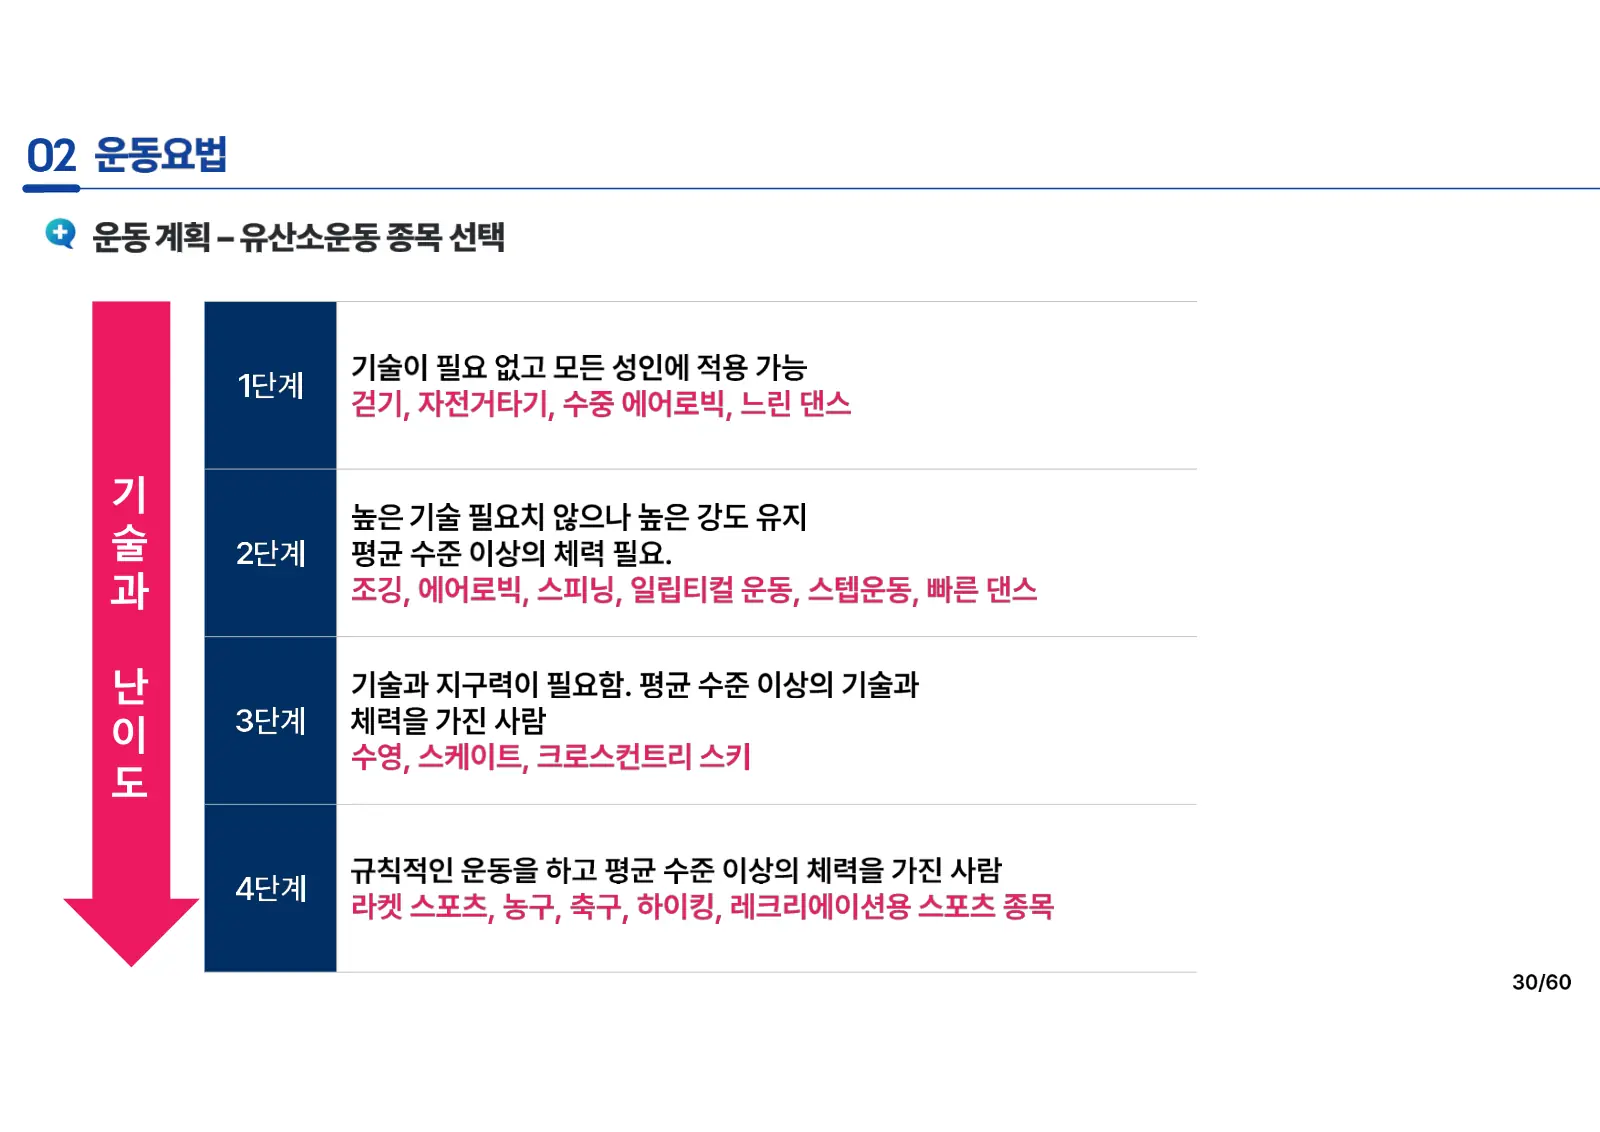 02 운동요법
운동 계획 – 유산소운동 종목 선택
기술과 난이도
1단계
기술이 필요 없고 모든 성인에 적용 가능
걷기, 자전거타기, 수중 에어로빅, 느린 댄스
2단계
높은 기술 필요치 않으나 높은 강도 유지
평균 수준 이상의 체력 필요.
조깅, 에어로빅, 스피닝, 일립티컬 운동, 스텝운동, 빠른 댄스
3단계
기술과 지구력이 필요함. 평균 수준 이상의 기술과
체력을 가진 사람
수영, 스케이트, 크로스컨트리 스키
4단계
규칙적인 운동을 하고 평균 수준 이상의 체력을 가진 사람
라켓 스포츠, 농구, 축구, 하이킹, 레크리에이션용 스포츠 종목
30/60